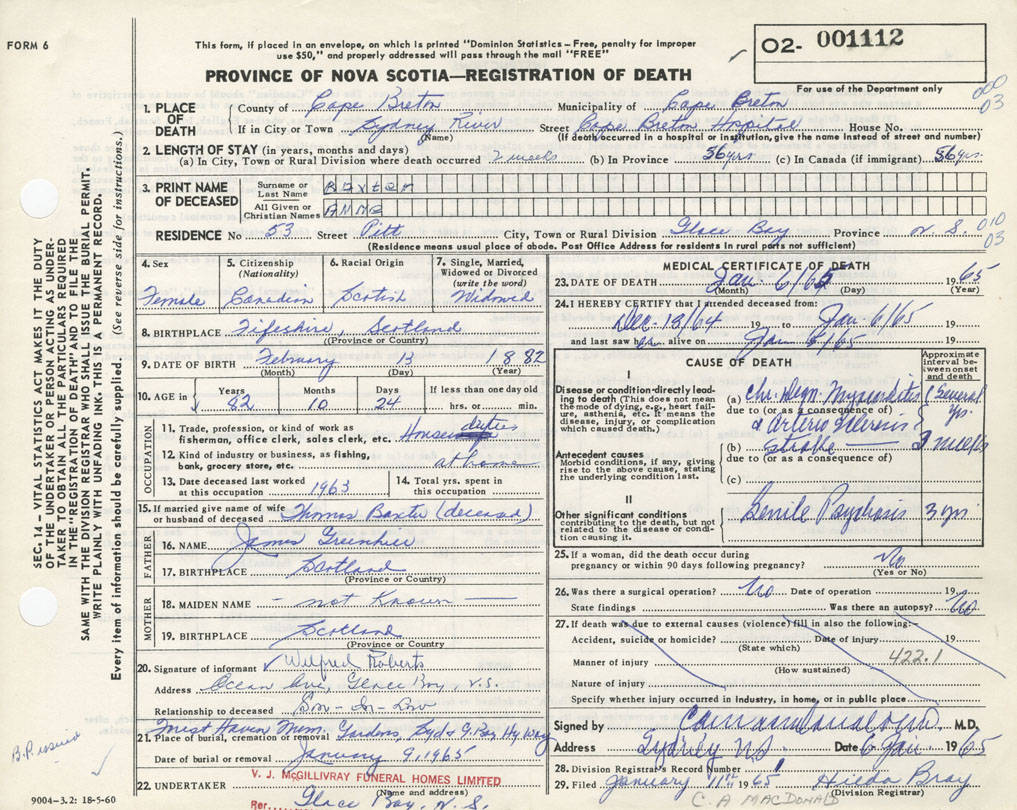 FORM 6
This form, if placed in an envelope, on which is printed "Dominion Statistics - Free, penalty for improper
use $50," and properly addressed will pass through the mail "FREE"
O2- 001112
For use of the Department only
000
03
PROVINCE OF NOVA SCOTIA—REGISTRATION OF DEATH
1. PLACE OF DEATH
County of Cape Breton Municipality of Cape Breton
If in City or Town Sydney River Street Cape Breton Hospital House No.
(Name) (If death occurred in a hospital or institution, give the name instead of street and number)
2. LENGTH OF STAY (in years, months and days)
(a) In City, Town or Rural Division where death occurred 2 weeks (b) In Province 56 yrs (c) In Canada (if immigrant) 56 yrs.
3. PRINT NAME OF DECEASED
Surname or Last Name BAXTER
All Given or Christian Names ANNE
RESIDENCE No 53 Street Pitt City, Town or Rural Division Glace Bay Province N. S.
010
03
(Residence means usual place of abode. Post Office Address for residents in rural parts not sufficient)
4. Sex Female
5. Citizenship (Nationality) Canadian
6. Racial Origin Scotish
7. Single, Married, Widowed or Divorced (write the word) Widowed
8. BIRTHPLACE Fifeshire, Scotland
(Province or Country)
9. DATE OF BIRTH February 13 1882
(Month) (Day) (Year)
10. AGE in Years 82 Months 10 Days 24 If less than one day old hrs. or min.
OCCUPATION
11. Trade, profession, or kind of work as
fisherman, office clerk, sales clerk, etc. House duties
12. Kind of industry or business, as fishing,
bank, grocery store, etc. at home
13. Date deceased last worked
at this occupation 1963
14. Total yrs. spent in
this occupation
15. If married give name of wife
or husband of deceased Thomas Baxter (deceased)
FATHER
16. NAME James Greenhier
17. BIRTHPLACE Scotland
(Province or Country)
MOTHER
18. MAIDEN NAME - not Known -
19. BIRTHPLACE Scotland
(Province or Country)
20. Signature of informant Wilfred Roberts
Address Ocean Ave, Glace Bay, N.S.
Relationship to deceased Son-In-Law
21. Place of burial, cremation or removal Gardens, Syd & G. Bay Hy way
Date of burial or removal January 9, 1965
22. UNDERTAKER V. J. McGILLIVRAY FUNERAL HOMES LIMITED
(Name and address)
Per. Glace Bay, N. S.
MEDICAL CERTIFICATE OF DEATH
23. DATE OF DEATH Jan. 6/65 1965
(Month) (Day) (Year)
24. I HEREBY CERTIFY that I attended deceased from:
Dec-18/64 19 to Jan-6/65 19
and last saw her alive on Jan 6/65 19
CAUSE OF DEATH
Approximate interval between onset and death
I
Disease or condition directly leading to death (This does not mean the mode of dying, e.g., heart failure, asthenia, etc. It means the disease, injury, or complication which caused death.)
(a) Chr. Degn. Myocarditis Several yrs.
due to (or as a consequence of)
& Arterio Sclerosis
Antecedent causes
Morbid conditions, if any, giving rise to the above cause, stating the underlying condition last.
(b) Stroke 3 weeks
due to (or as a consequence of)
(c)
II
Other significant conditions
contributing to the death, but not related to the disease or condition causing it.
Senile Psychosis 3 yrs
25. If a woman, did the death occur during
pregnancy or within 90 days following pregnancy? No
(Yes or No)
26. Was there a surgical operation? No Date of operation 19
State findings Was there an autopsy? No
27. If death was due to external causes (violence) fill in also the following:-
Accident, suicide or homicide? Date of injury 19
(State which)
Manner of injury 422.1
(How sustained)
Nature of injury
Specify whether injury occurred in industry, in home, or in public place
Signed by M.D.
Address Sydney NS Date 6 Jan 1965
28. Division Registrar's Record Number 1
29. Filed January 11th 1965 Hilda Bray
(Division Registrar)
C. A MACDONALD
SEC. 14 - VITAL STATISTICS ACT MAKES IT THE DUTY
OF THE UNDERTAKER OR PERSON ACTING AS UNDER-
TAKER TO OBTAIN ALL THE PARTICULARS REQUIRED
IN THE "REGISTRATION OF DEATH" AND TO FILE THE
SAME WITH THE DIVISION REGISTRAR WHO SHALL ISSUE THE BURIAL PERMIT.
WRITE PLAINLY WITH UNFADING INK. THIS IS A PERMANENT RECORD.
Every item of information should be carefully supplied. (See reverse side for instructions.)
9004-3.2: 18-5-60